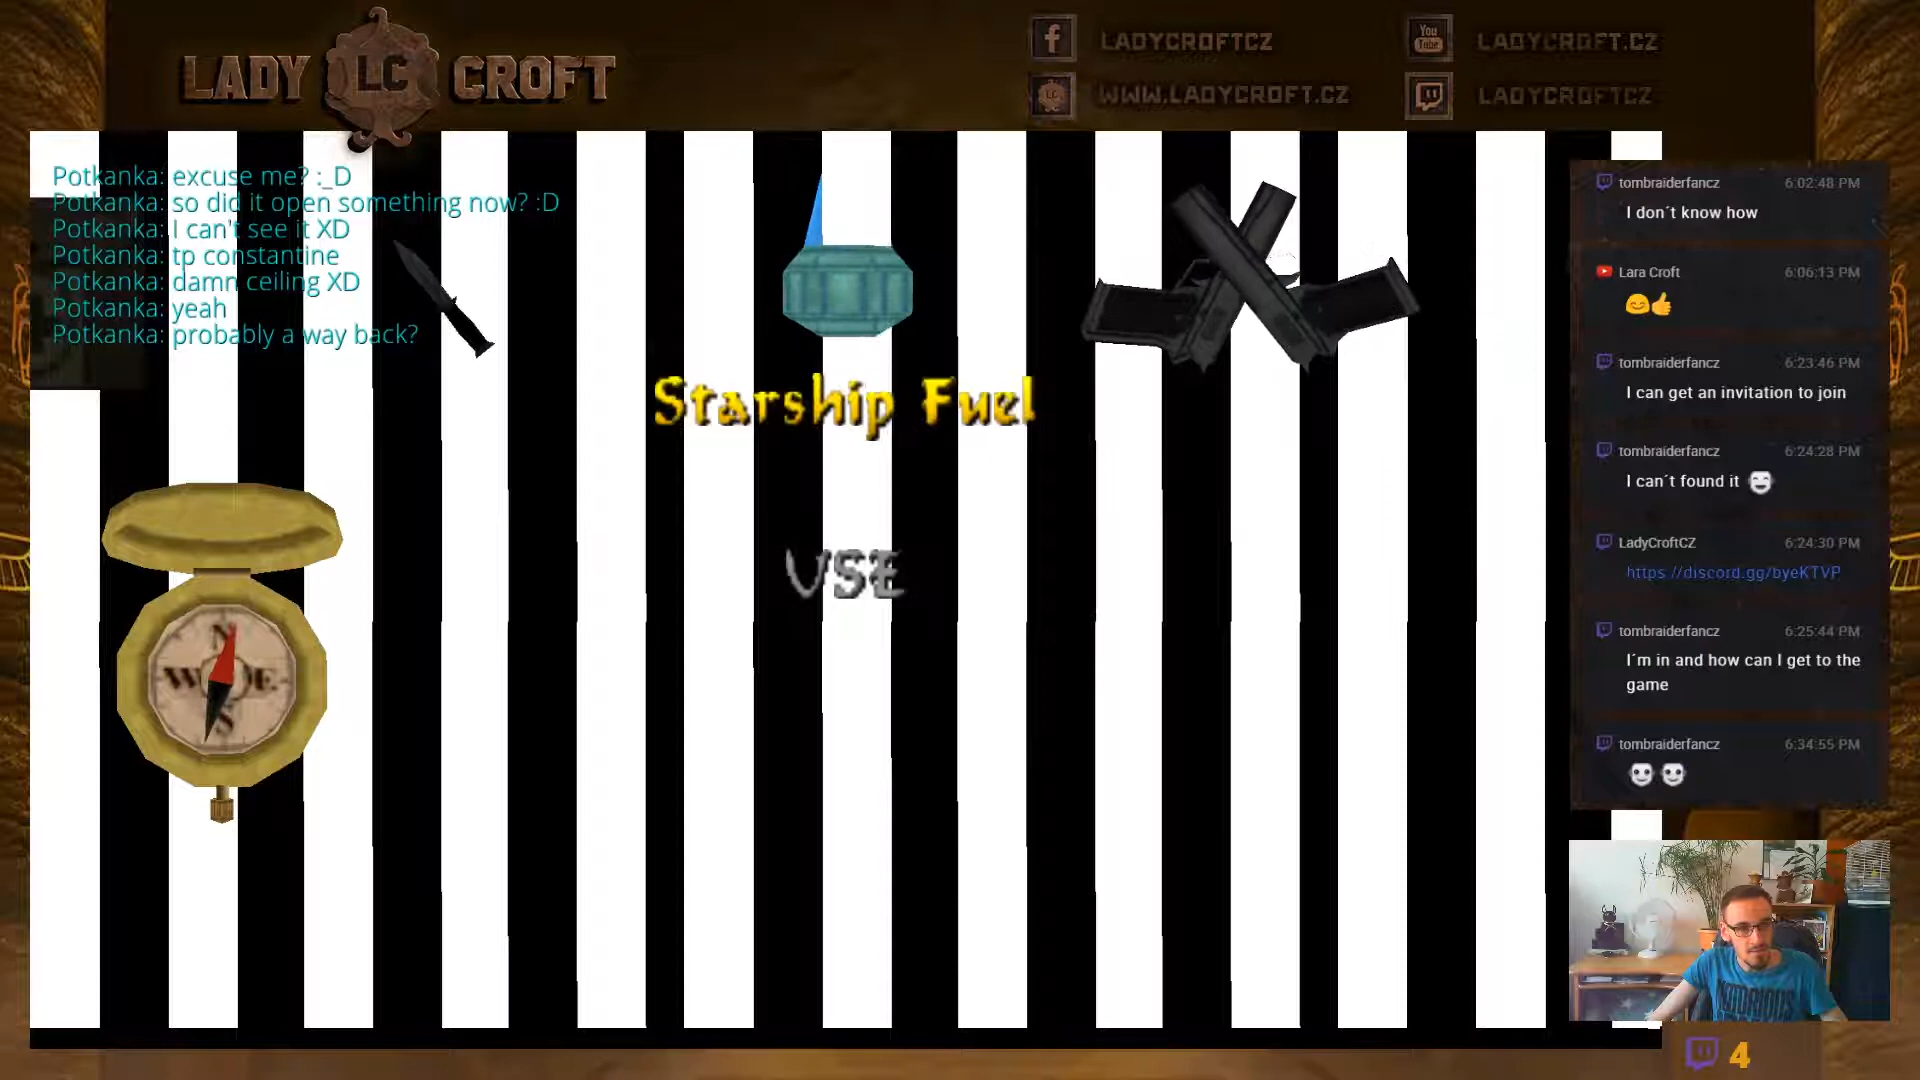 LADY LC CROFT
LADYCROFTCZ
LADYCROFT.CZ
WWW.LADYCROFT.CZ
LADYCROFTCZ
You
Tube
Potkanka: excuse me? :_D
Potkanka: so did it open something now? :D
Potkanka: I can't see it XD
Potkanka: tp constantine
Potkanka: damn ceiling XD
Potkanka: yeah
Potkanka: probably a way back?
Starship Fuel
USE
N
W E
S
tombraiderfancz 6:02:48 PM
I don´t know how
Lara Croft 6:06:13 PM
tombraiderfancz 6:23:46 PM
I can get an invitation to join
tombraiderfancz 6:24:28 PM
I can´t found it
LadyCroftCZ 6:24:30 PM
https://discord.gg/byeKTVP
tombraiderfancz 6:25:44 PM
I´m in and how can I get to the
game
tombraiderfancz 6:34:55 PM
NOTORIOUS
4